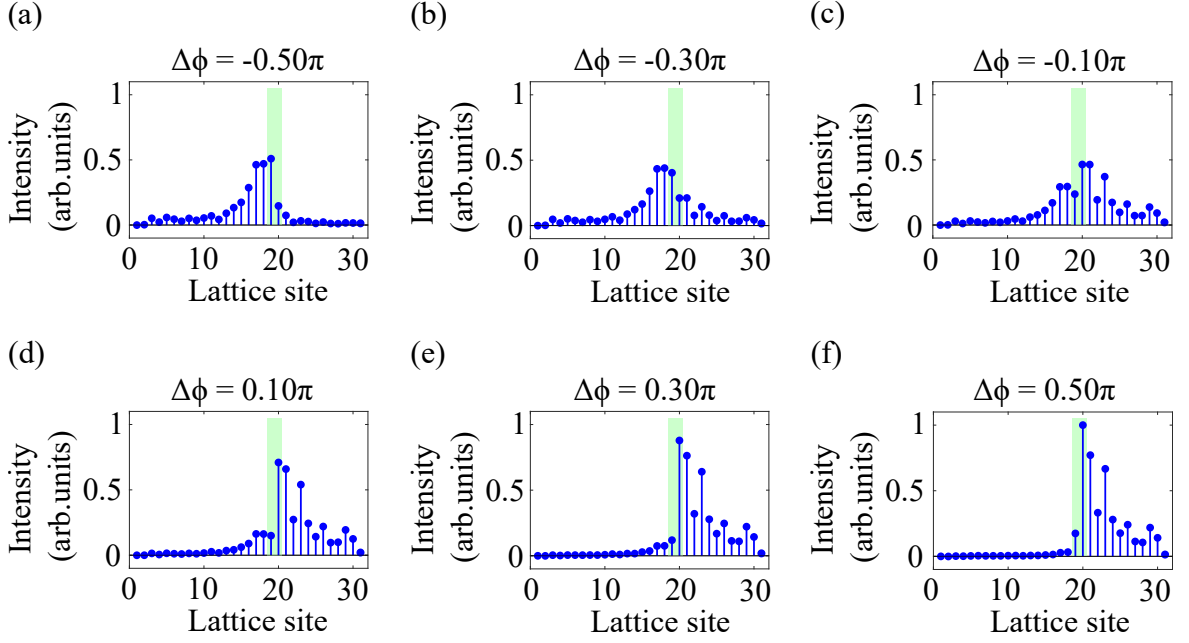 (a)
Δϕ = -0.50π
1
0.5
0
Intensity
(arb.units)
0 10 20 30
Lattice site
(b)
Δϕ = -0.30π
1
0.5
0
Intensity
(arb.units)
0 10 20 30
Lattice site
(c)
Δϕ = -0.10π
1
0.5
0
Intensity
(arb.units)
0 10 20 30
Lattice site
(d)
Δϕ = 0.10π
1
0.5
0
Intensity
(arb.units)
0 10 20 30
Lattice site
(e)
Δϕ = 0.30π
1
0.5
0
Intensity
(arb.units)
0 10 20 30
Lattice site
(f)
Δϕ = 0.50π
1
0.5
0
Intensity
(arb.units)
0 10 20 30
Lattice site